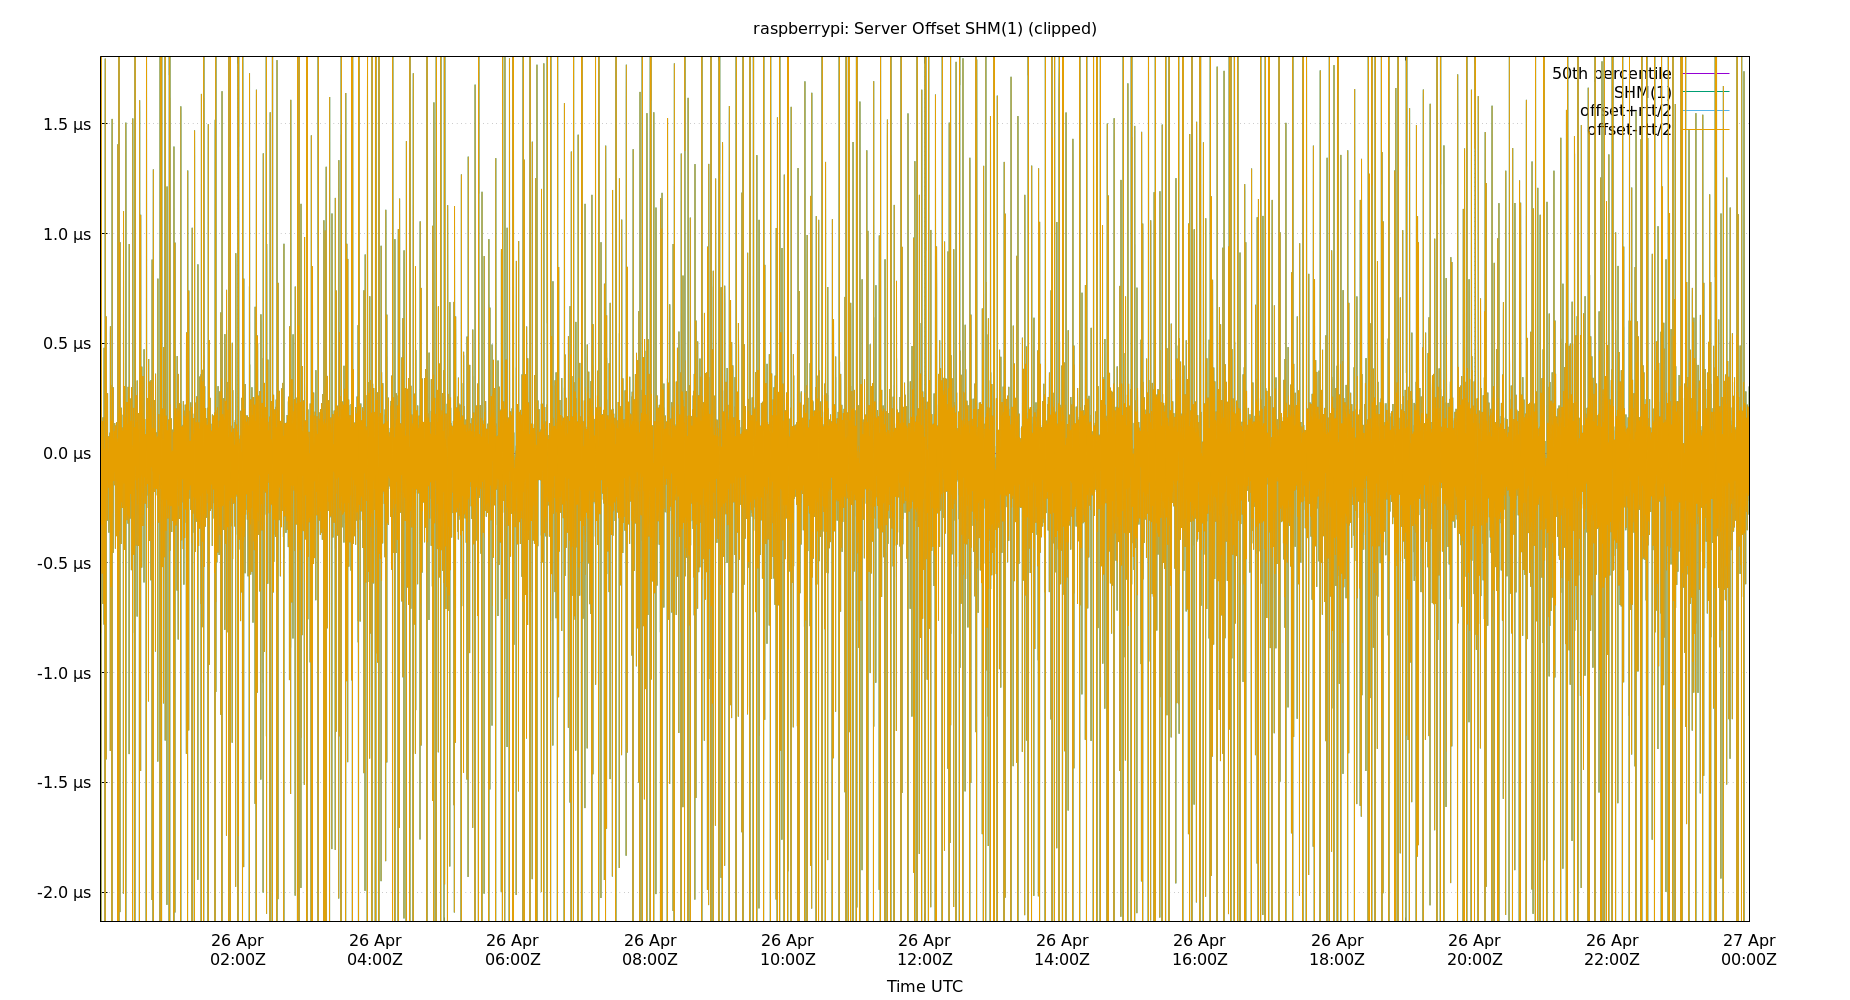 raspberrypi: Server Offset SHM(1) (clipped)
50th percentile
SHM(1)
offset+rtt/2
offset-rtt/2
1.5 µs
1.0 µs
0.5 µs
0.0 µs
-0.5 µs
-1.0 µs
-1.5 µs
-2.0 µs
26 Apr 26 Apr 26 Apr 26 Apr 26 Apr 26 Apr 26 Apr 26 Apr 26 Apr 26 Apr 26 Apr 27 Apr
02:00Z 04:00Z 06:00Z 08:00Z 10:00Z 12:00Z 14:00Z 16:00Z 18:00Z 20:00Z 22:00Z 00:00Z
Time UTC